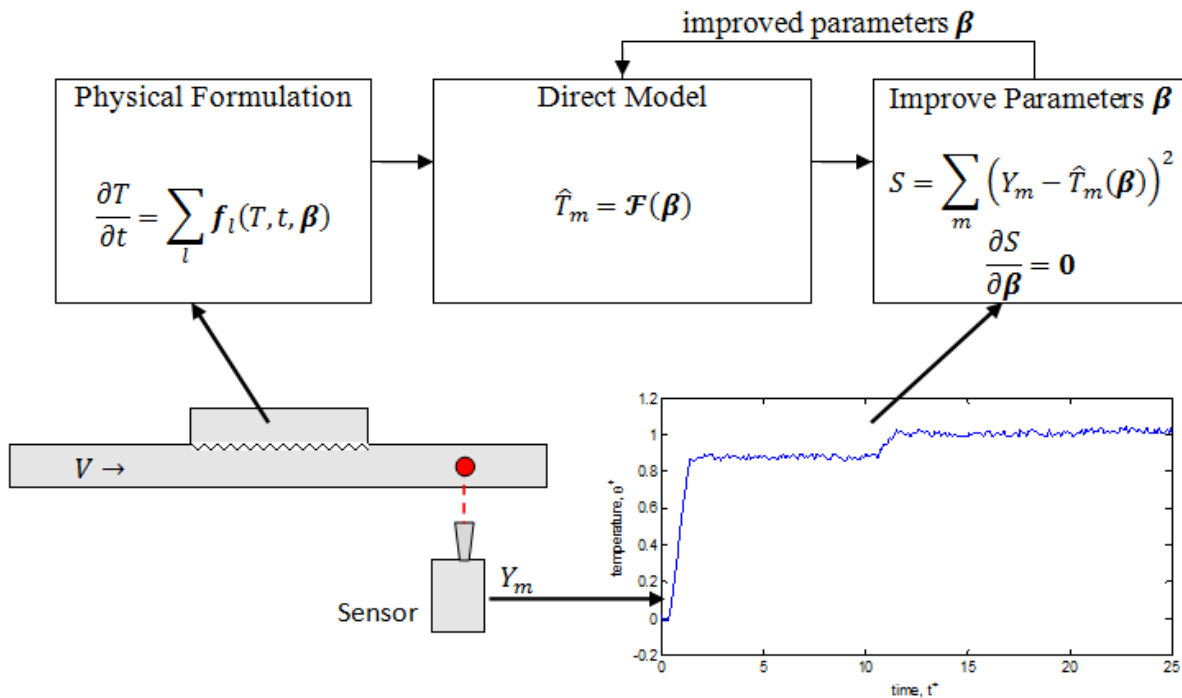 improved parameters β
Physical Formulation
∂T/∂t = ∑_l f_l(T, t, β)
Direct Model
T̂_m = ℱ(β)
Improve Parameters β
S = ∑_m (Y_m − T̂_m(β))²
∂S/∂β = 0
V →
Sensor
Y_m
temperature, θ⁺
1.2
1
0.8
0.6
0.4
0.2
0
-0.2
0 5 10 15 20 25
time, t⁺